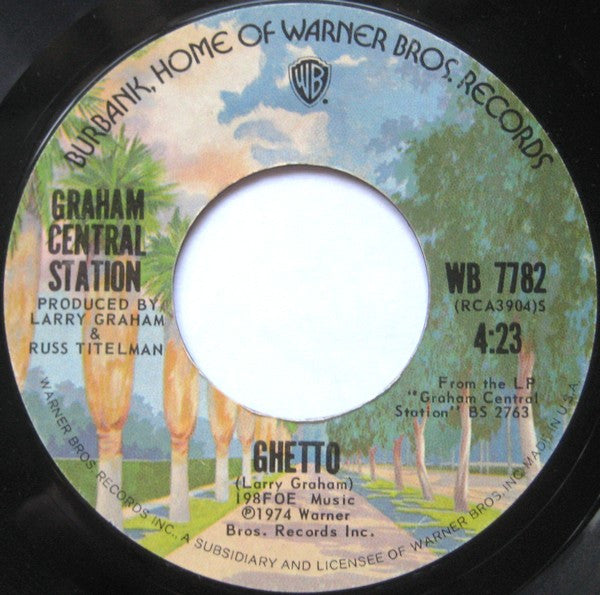 BURBANK, HOME OF WARNER BROS. RECORDS
WB
GRAHAM
CENTRAL
STATION
PRODUCED BY
LARRY GRAHAM
&
RUSS TITELMAN
WB 7782
(RCA3904)S
4:23
From the LP
"Graham Central
Station" BS 2763
GHETTO
(Larry Graham)
198FOE Music
℗1974 Warner
Bros. Records Inc.
WARNER BROS. RECORDS INC., A SUBSIDIARY AND LICENSEE OF WARNER BROS. INC. MADE IN U.S.A.